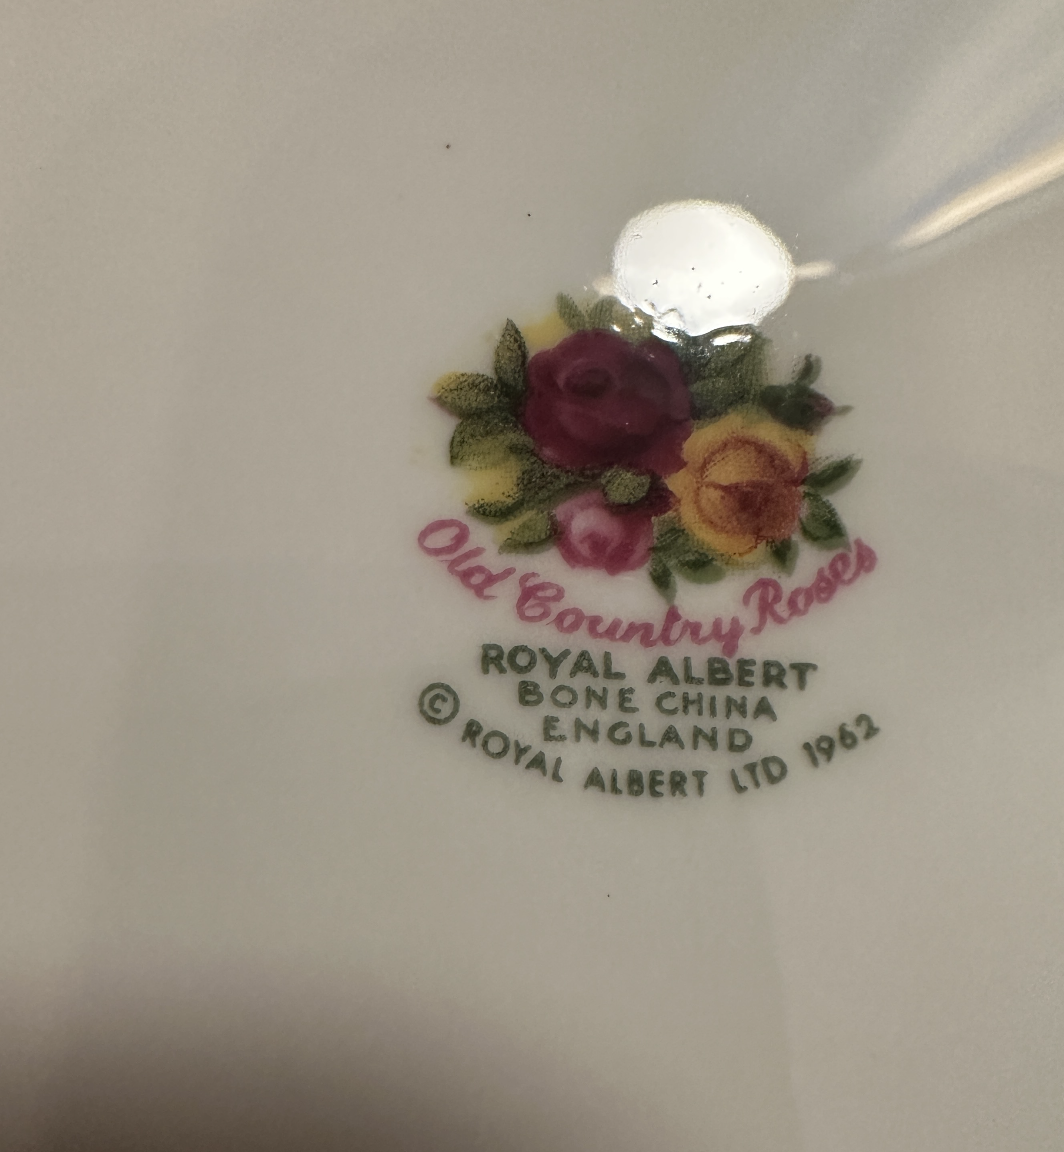 Old Country Roses
ROYAL ALBERT
BONE CHINA
ENGLAND
© ROYAL ALBERT LTD 1962